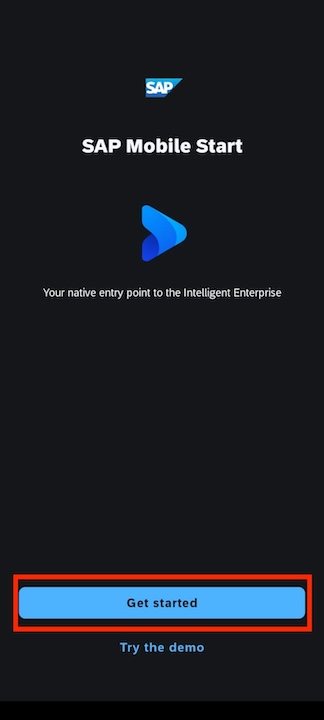 SAP
SAP Mobile Start
Your native entry point to the Intelligent Enterprise
Get started
Try the demo